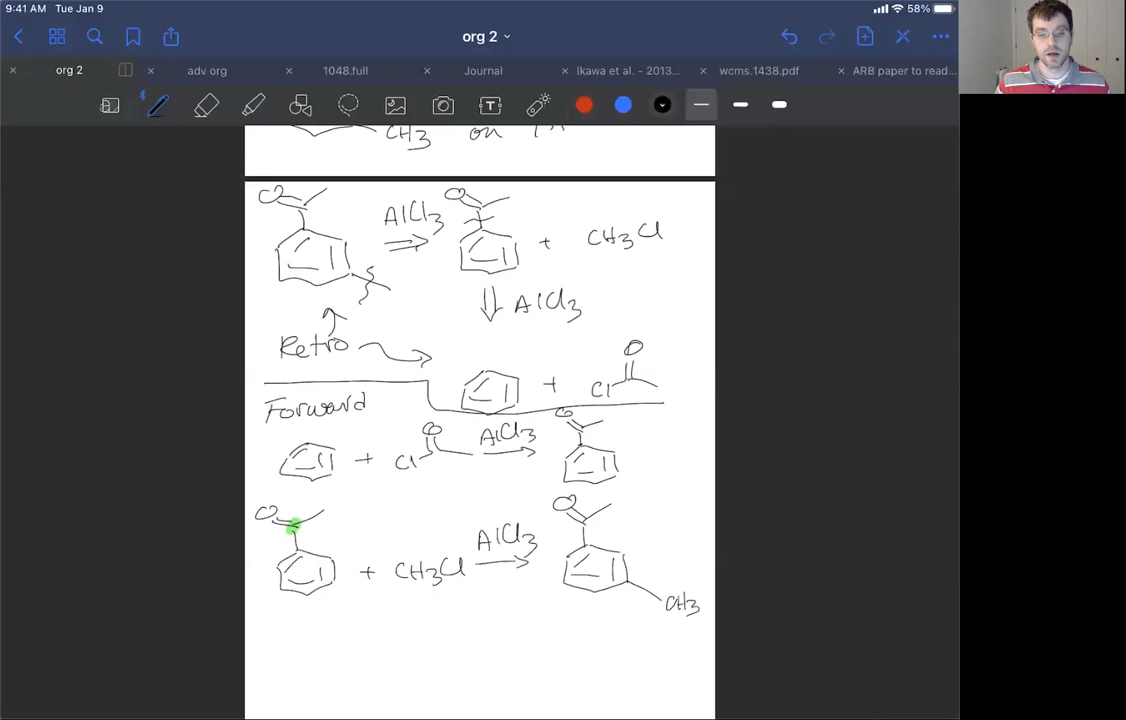 9:41 AM Tue Jan 9
58%
org 2
org 2
adv org
1048.full
Journal
Ikawa et al. - 2013...
wcms.1438.pdf
ARB paper to read...
CH3 on
O
AlCl3
O
+ CH3Cl
AlCl3
Retro
O
+ Cl
Forward
+ Cl O AlCl3 O
O
+ CH3Cl AlCl3 O
CH3